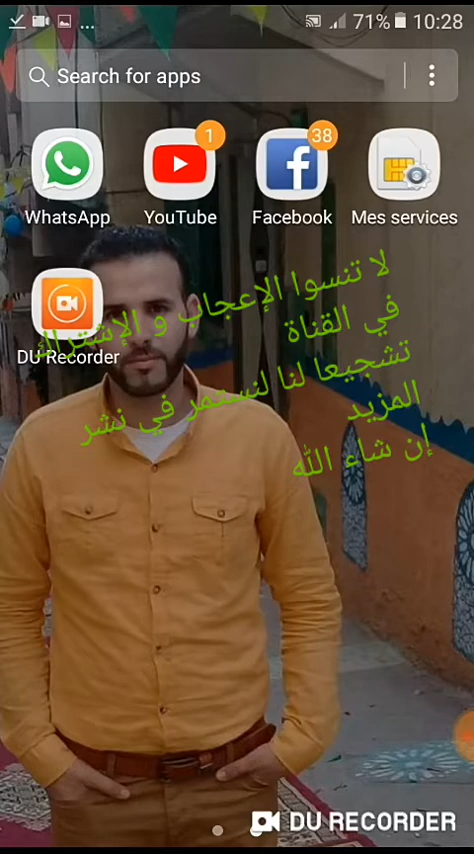 71% 10:28
Search for apps
1 38
WhatsApp YouTube Facebook Mes services
DU Recorder
لا تنسوا الإعجاب و الإشتراك
في القناة
تشجيعا لنا لنستمر في نشر
المزيد
إن شاء الله
DU RECORDER